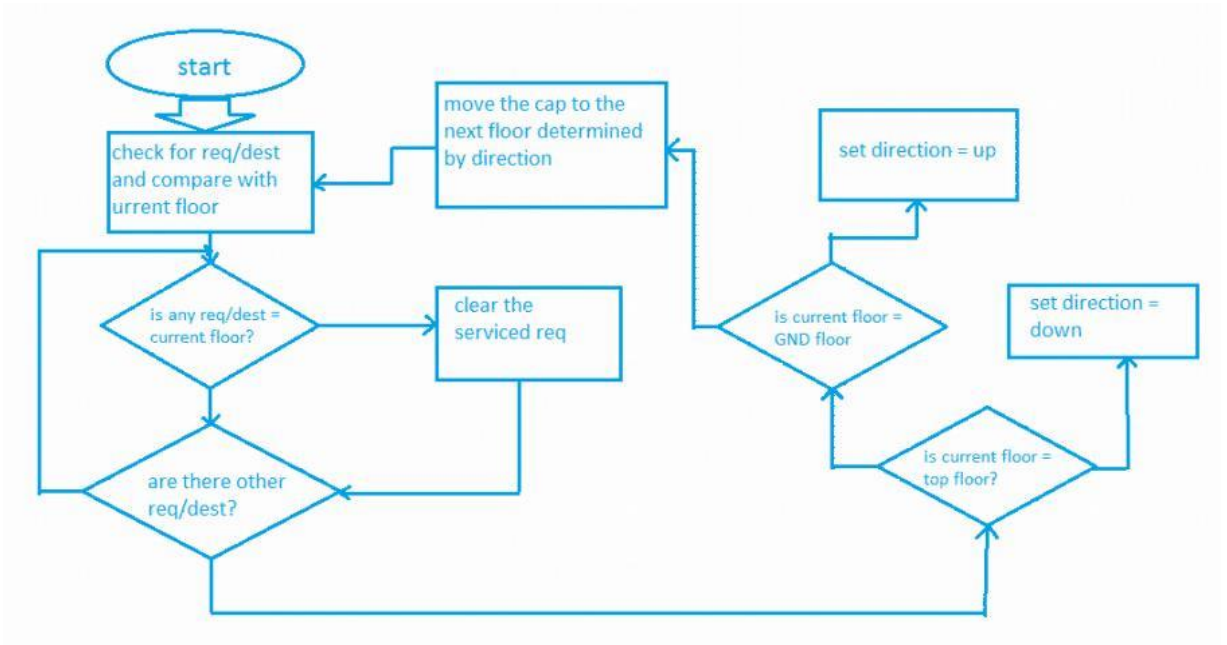 start
check for req/dest
and compare with
urrent floor
is any req/dest =
current floor?
clear the
serviced req
are there other
req/dest?
is current floor =
top floor?
set direction =
down
is current floor =
GND floor
set direction = up
move the cap to the
next floor determined
by direction